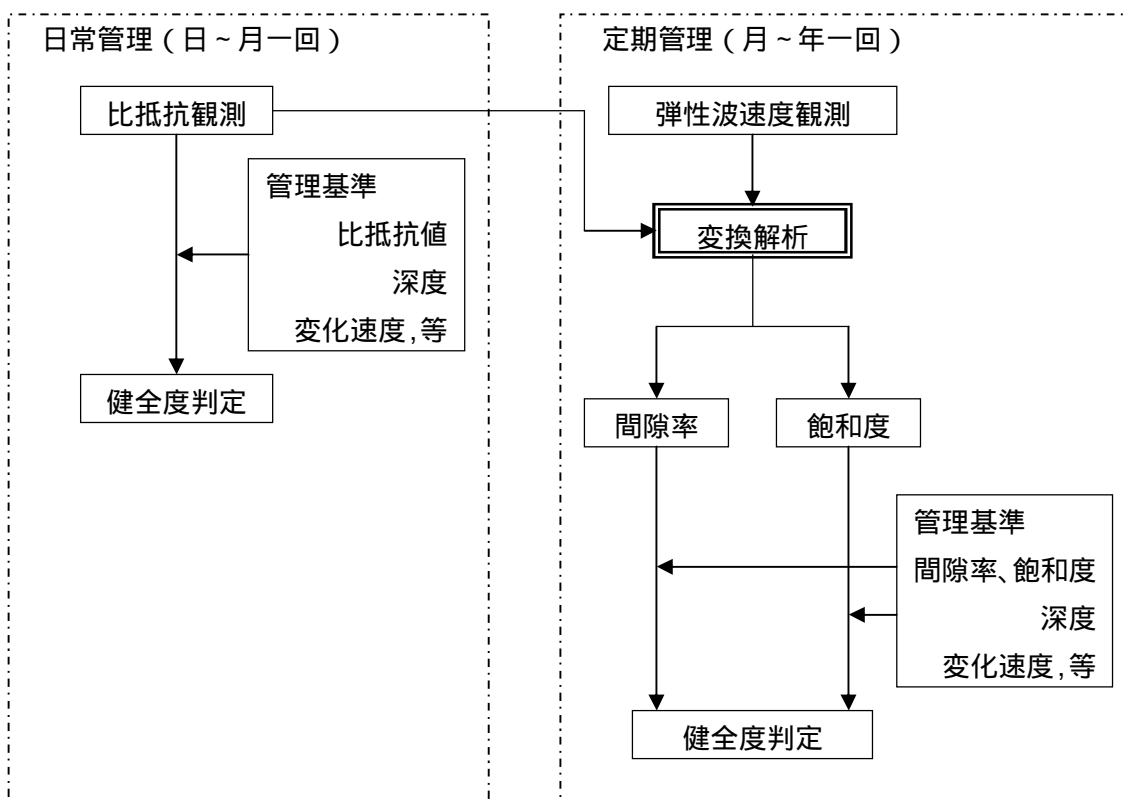 日常管理（日～月一回）
比抵抗観測
管理基準
比抵抗値
深度
変化速度,等
健全度判定
定期管理（月～年一回）
弾性波速度観測
変換解析
間隙率
飽和度
管理基準
間隙率、飽和度
深度
変化速度,等
健全度判定